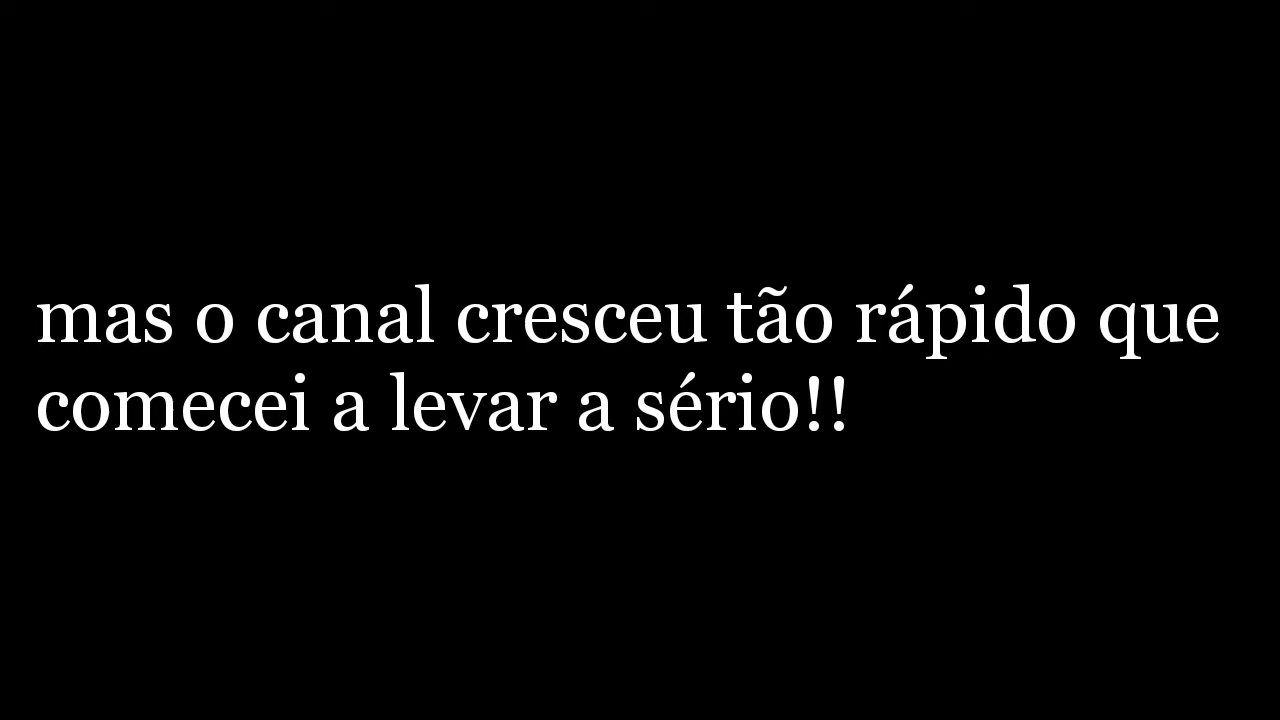 mas o canal cresceu tão rápido que
comecei a levar a sério!!